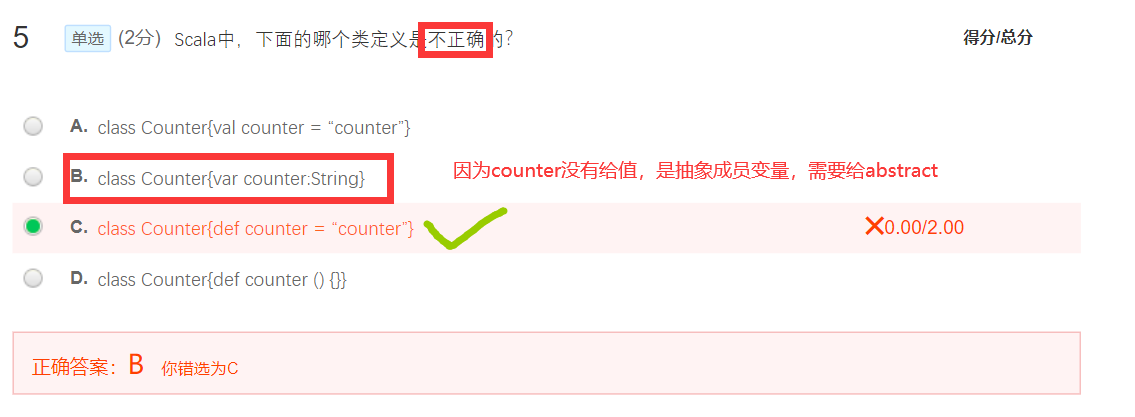 5 单选 (2分) Scala中，下面的哪个类定义是不正确的? 得分/总分
A. class Counter{val counter = “counter”}
B. class Counter{var counter:String} 因为counter没有给值，是抽象成员变量，需要给abstract
C. class Counter{def counter = “counter”} ×0.00/2.00
D. class Counter{def counter () {}}
正确答案：B 你错选为C